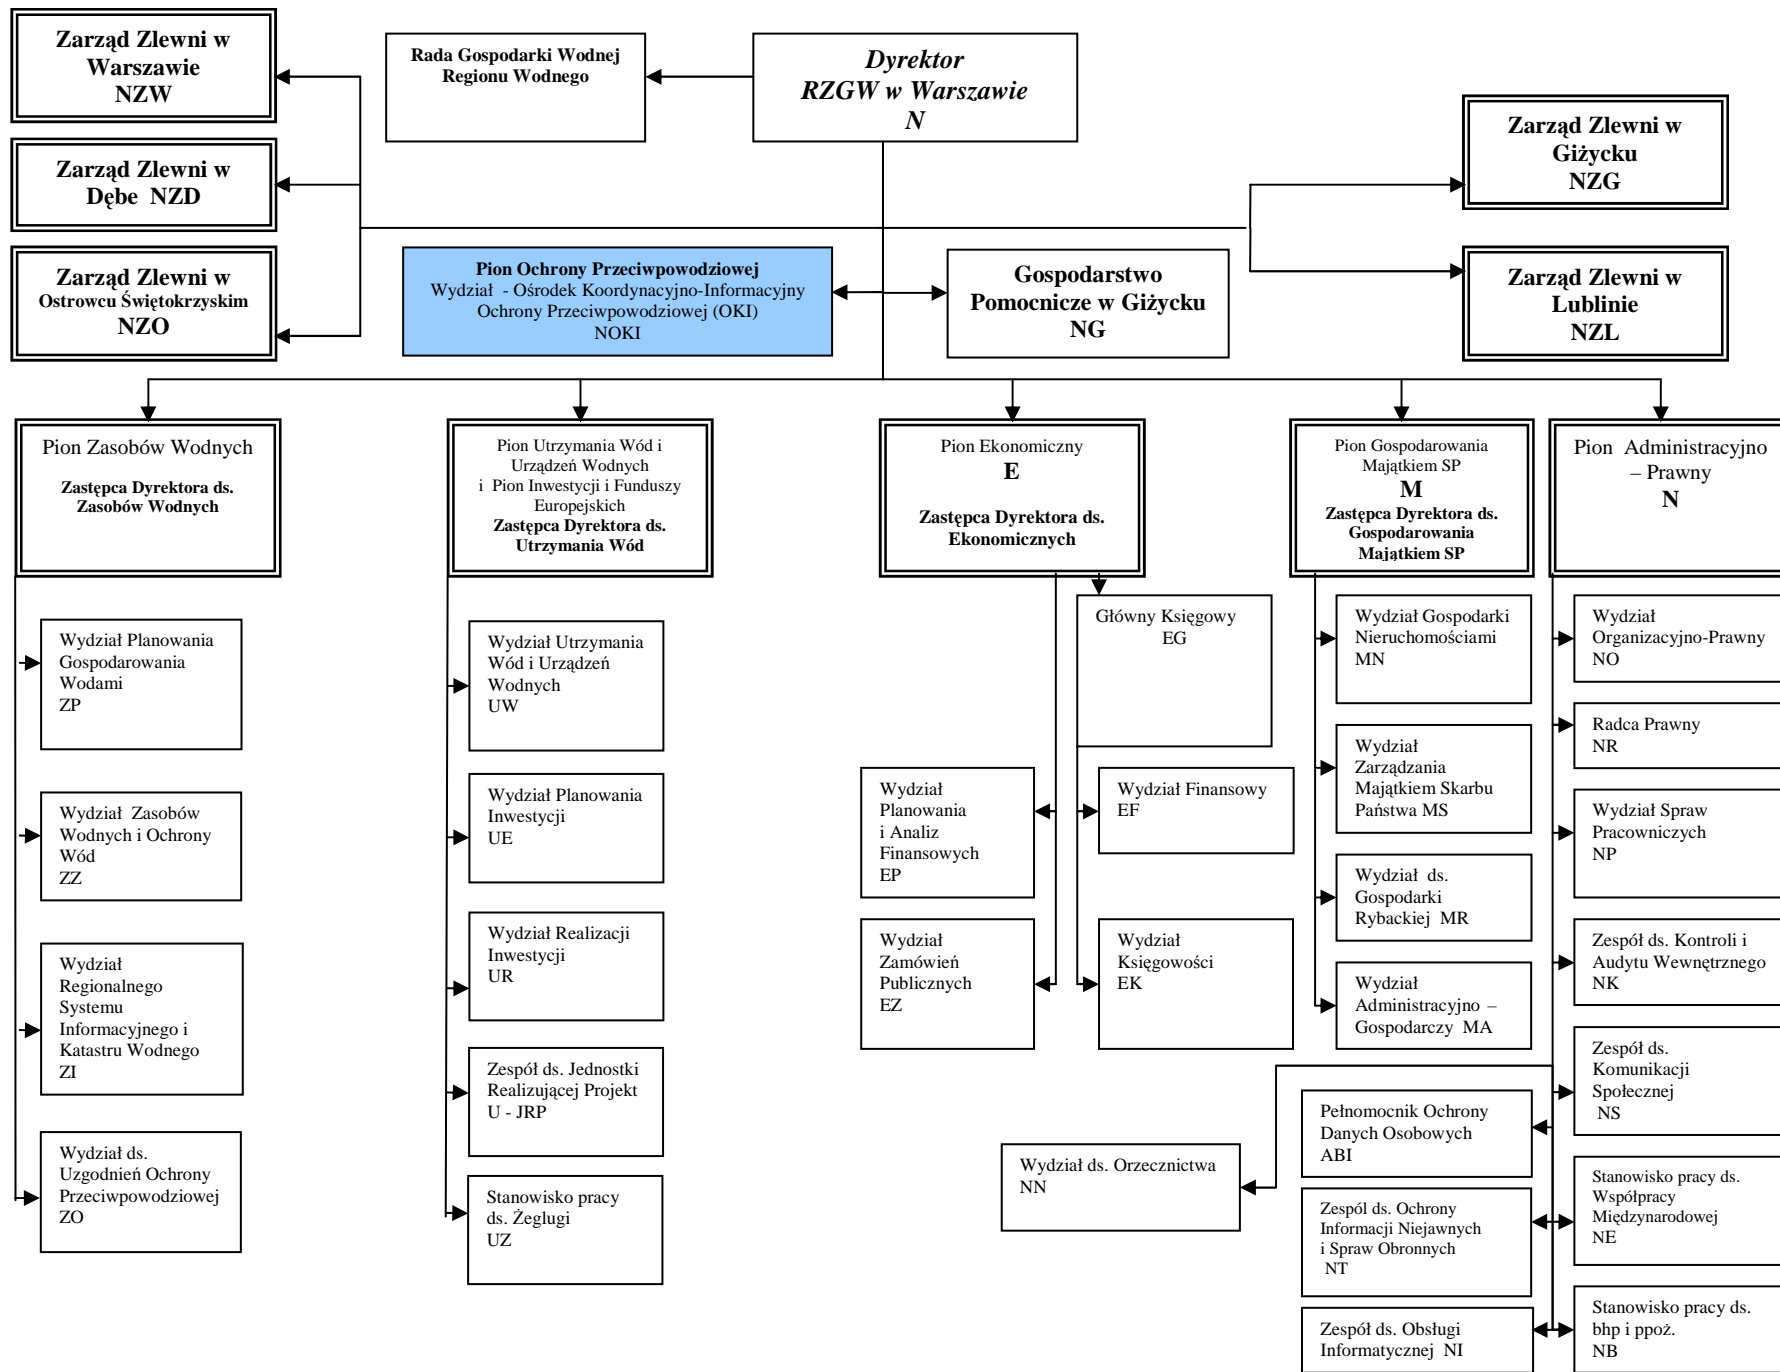 Zarząd Zlewni w
Warszawie
NZW
Rada Gospodarki Wodnej
Regionu Wodnego
Dyrektor
RZGW w Warszawie
N
Zarząd Zlewni w
Giżycku
NZG
Zarząd Zlewni w
Dębe  NZD
Zarząd Zlewni w
Ostrowcu Świętokrzyskim
NZO
Pion Ochrony Przeciwpowodziowej
Wydział  - Ośrodek Koordynacyjno-Informacyjny
Ochrony Przeciwpowodziowej (OKI)
NOKI
Gospodarstwo
Pomocnicze w Giżycku
NG
Zarząd Zlewni w
Lublinie
NZL
Pion Zasobów Wodnych
Zastępca Dyrektora ds.
Zasobów Wodnych
Pion Utrzymania Wód i
Urządzeń Wodnych
i  Pion Inwestycji i Funduszy
Europejskich
Zastępca Dyrektora ds.
Utrzymania Wód
Pion Ekonomiczny
E
Zastępca Dyrektora ds.
Ekonomicznych
Pion Gospodarowania
Majątkiem SP
M
Zastępca Dyrektora ds.
Gospodarowania
Majątkiem SP
Pion  Administracyjno
– Prawny
N
Wydział Planowania
Gospodarowania
Wodami
ZP
Wydział  Zasobów
Wodnych i Ochrony
Wód
ZZ
Wydział
Regionalnego
Systemu
Informacyjnego i
Katastru Wodnego
ZI
Wydział ds.
Uzgodnień Ochrony
Przeciwpowodziowej
ZO
Wydział Utrzymania
Wód i Urządzeń
Wodnych
UW
Wydział Planowania
Inwestycji
UE
Wydział Realizacji
Inwestycji
UR
Zespół ds. Jednostki
Realizującej Projekt
U - JRP
Stanowisko pracy
ds. Żeglugi
UZ
Główny Księgowy
EG
Wydział
Planowania
i Analiz
Finansowych
EP
Wydział Finansowy
EF
Wydział
Zamówień
Publicznych
EZ
Wydział
Księgowości
EK
Wydział Gospodarki
Nieruchomościami
MN
Wydział
Zarządzania
Majątkiem Skarbu
Państwa MS
Wydział  ds.
Gospodarki
Rybackiej  MR
Wydział
Administracyjno –
Gospodarczy  MA
Wydział
Organizacyjno-Prawny
NO
Radca Prawny
NR
Wydział Spraw
Pracowniczych
NP
Zespół ds. Kontroli i
Audytu Wewnętrznego
NK
Zespół ds.
Komunikacji
Społecznej
NS
Pełnomocnik Ochrony
Danych Osobowych
ABI
Wydział ds. Orzecznictwa
NN
Stanowisko pracy ds.
Współpracy
Międzynarodowej
NE
Zespól ds. Ochrony
Informacji Niejawnych
i Spraw Obronnych
NT
Zespół ds. Obsługi
Informatycznej  NI
Stanowisko pracy ds.
bhp i ppoż.
NB